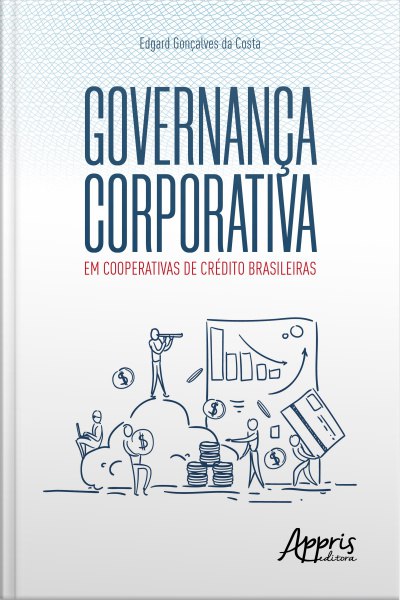 Edgard Gonçalves da Costa
GOVERNANÇA
CORPORATIVA
EM COOPERATIVAS DE CRÉDITO BRASILEIRAS
$
$
$
$
Appris
editora